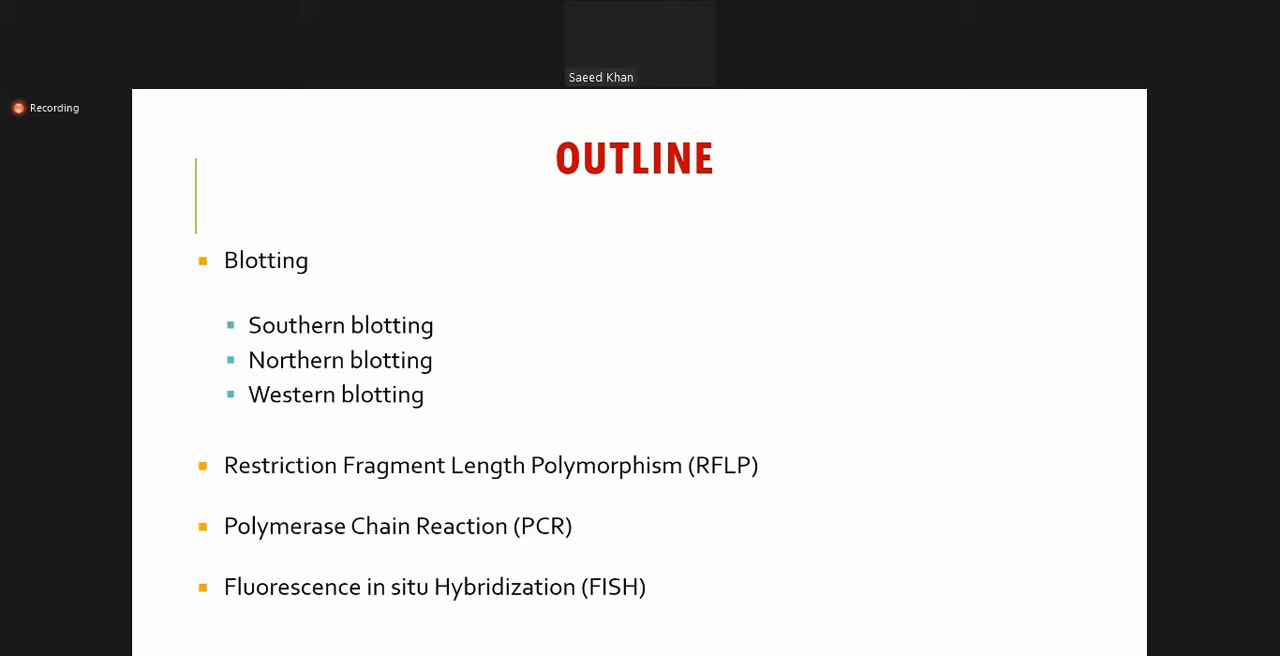 Saeed Khan
Recording
OUTLINE
Blotting
Southern blotting
Northern blotting
Western blotting
Restriction Fragment Length Polymorphism (RFLP)
Polymerase Chain Reaction (PCR)
Fluorescence in situ Hybridization (FISH)